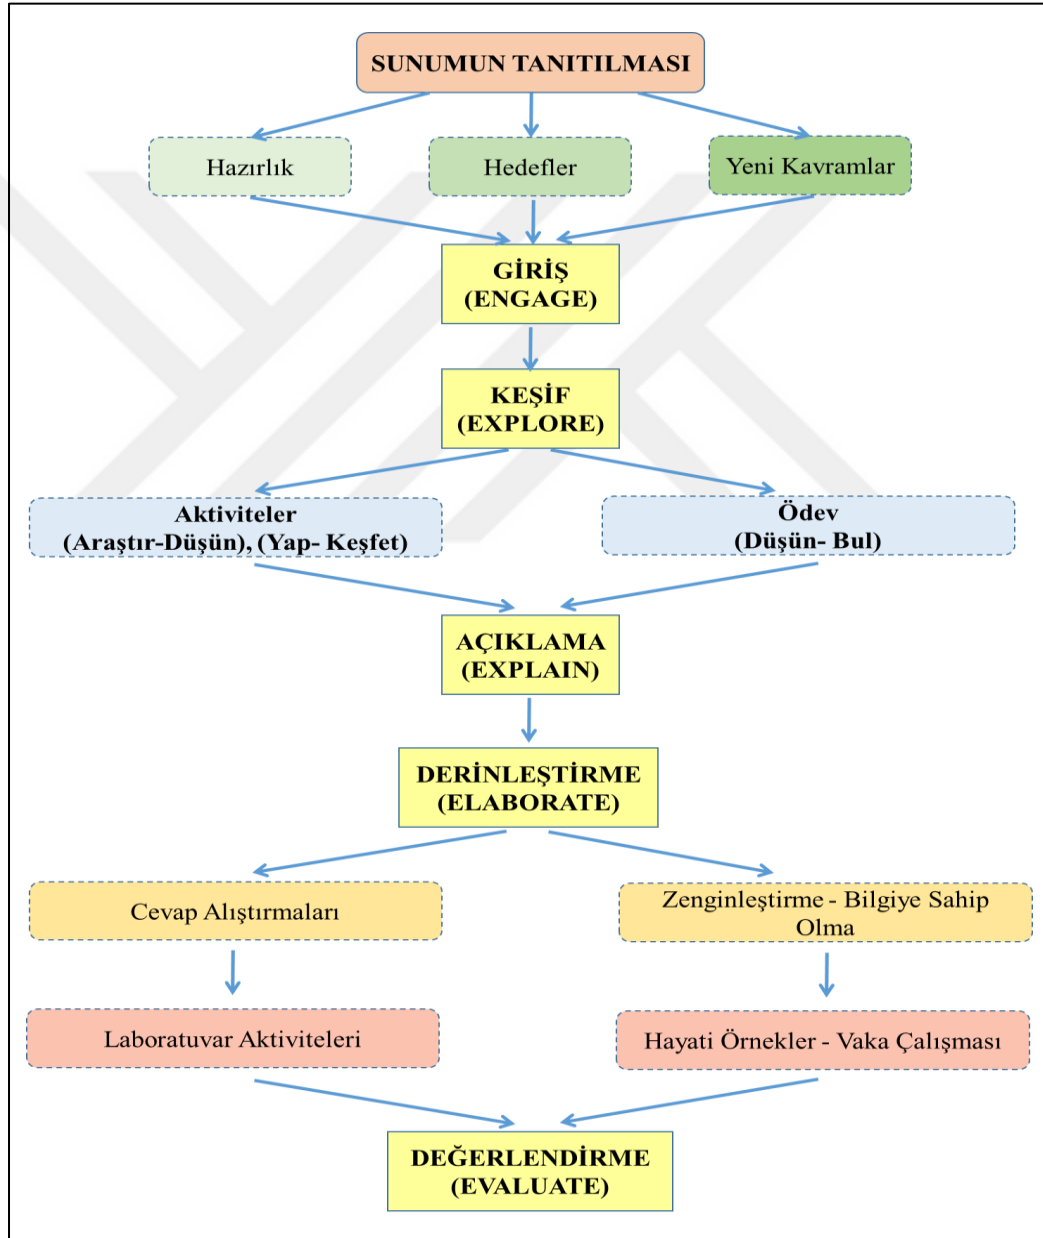 SUNUMUN TANITILMASI
Hazırlık
Hedefler
Yeni Kavramlar
GİRİŞ
(ENGAGE)
KEŞİF
(EXPLORE)
Aktiviteler
(Araştır-Düşün), (Yap- Keşfet)
Ödev
(Düşün- Bul)
AÇIKLAMA
(EXPLAIN)
DERİNLEŞTİRME
(ELABORATE)
Cevap Alıştırmaları
Zenginleştirme - Bilgiye Sahip
Olma
Laboratuvar Aktiviteleri
Hayati Örnekler - Vaka Çalışması
DEĞERLENDİRME
(EVALUATE)